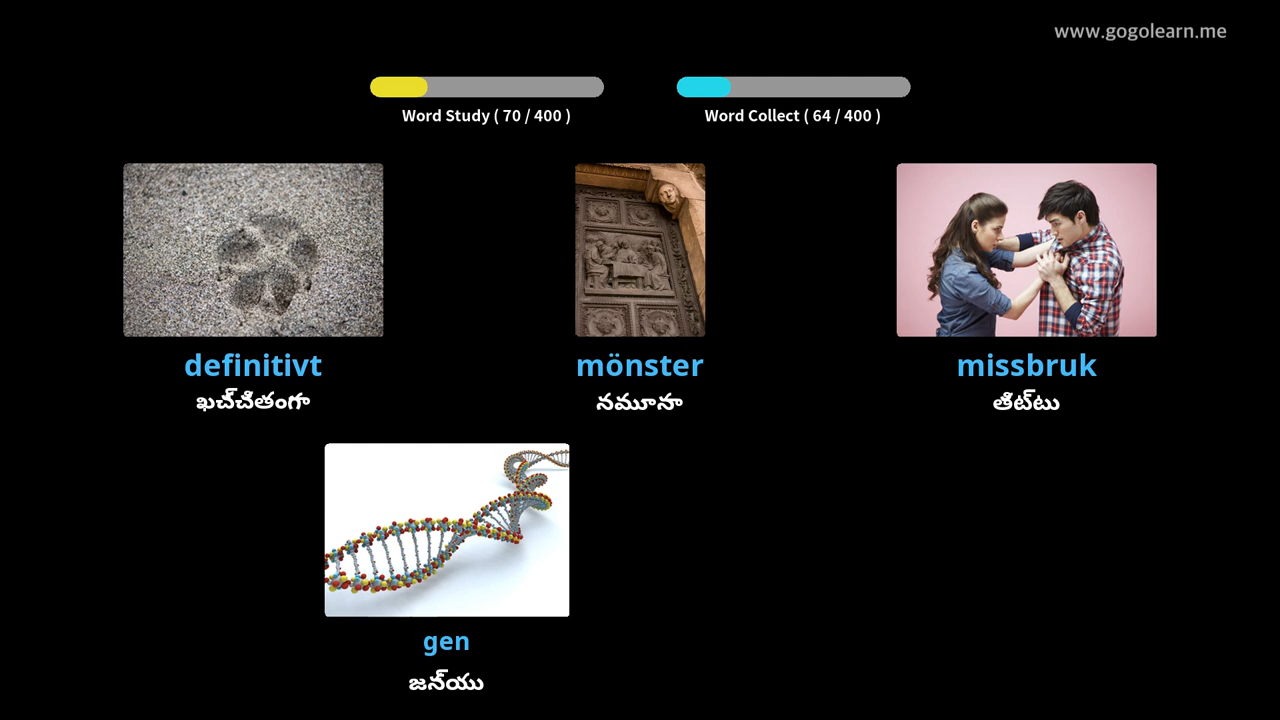 www.gogolearn.me
Word Study ( 70 / 400 ) Word Collect ( 64 / 400 )
definitivt mönster missbruk
ఖచ్చితంగా నమూనా తిట్టు
gen
జన్యు